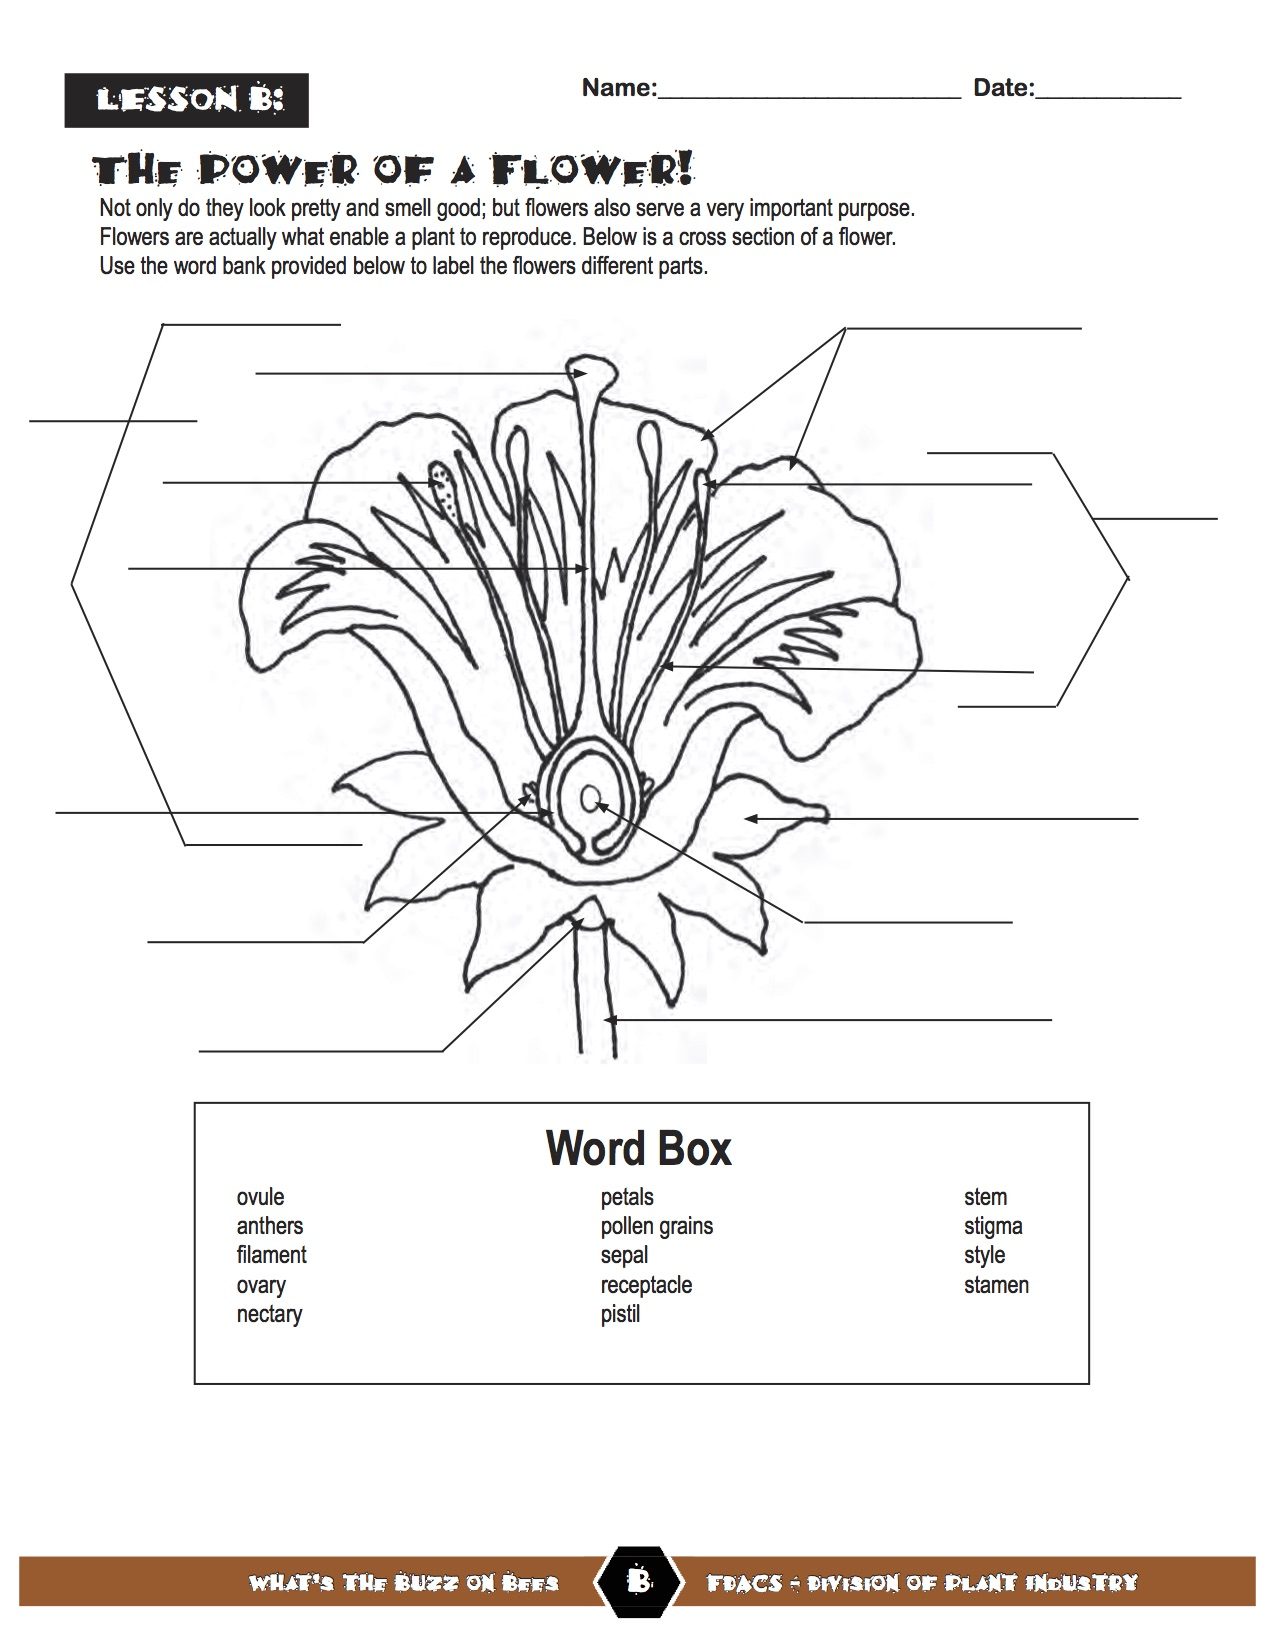 LESSON B:
Name:______________________ Date:__________
THE POWER OF A FLOWER!
Not only do they look pretty and smell good; but flowers also serve a very important purpose.
Flowers are actually what enable a plant to reproduce. Below is a cross section of a flower.
Use the word bank provided below to label the flowers different parts.
Word Box
ovule petals stem
anthers pollen grains stigma
filament sepal style
ovary receptacle stamen
nectary pistil
WHAT'S THE BUZZ ON BEES B FDACS - DIVISION OF PLANT INDUSTRY